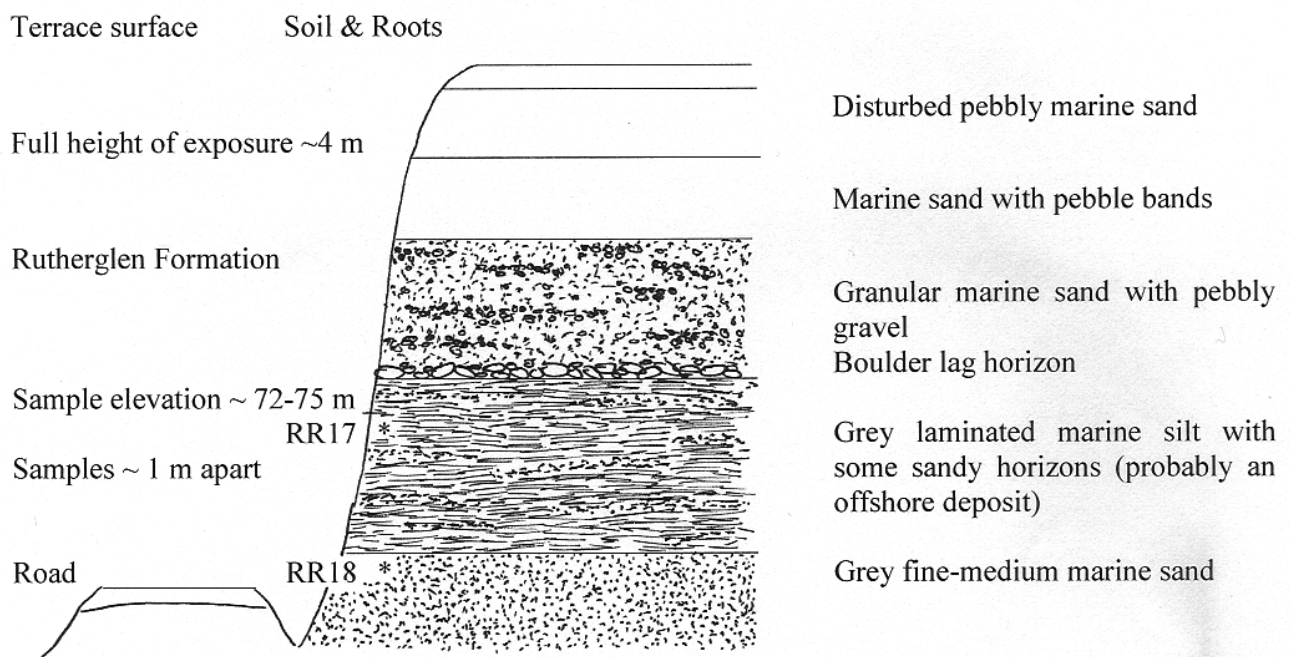 Terrace surface
Soil & Roots
Disturbed pebbly marine sand
Full height of exposure ~4 m
Marine sand with pebble bands
Rutherglen Formation
Granular marine sand with pebbly
gravel
Boulder lag horizon
Sample elevation ~ 72-75 m
RR17 *
Grey laminated marine silt with
some sandy horizons (probably an
offshore deposit)
Samples ~ 1 m apart
Road
RR18 *
Grey fine-medium marine sand